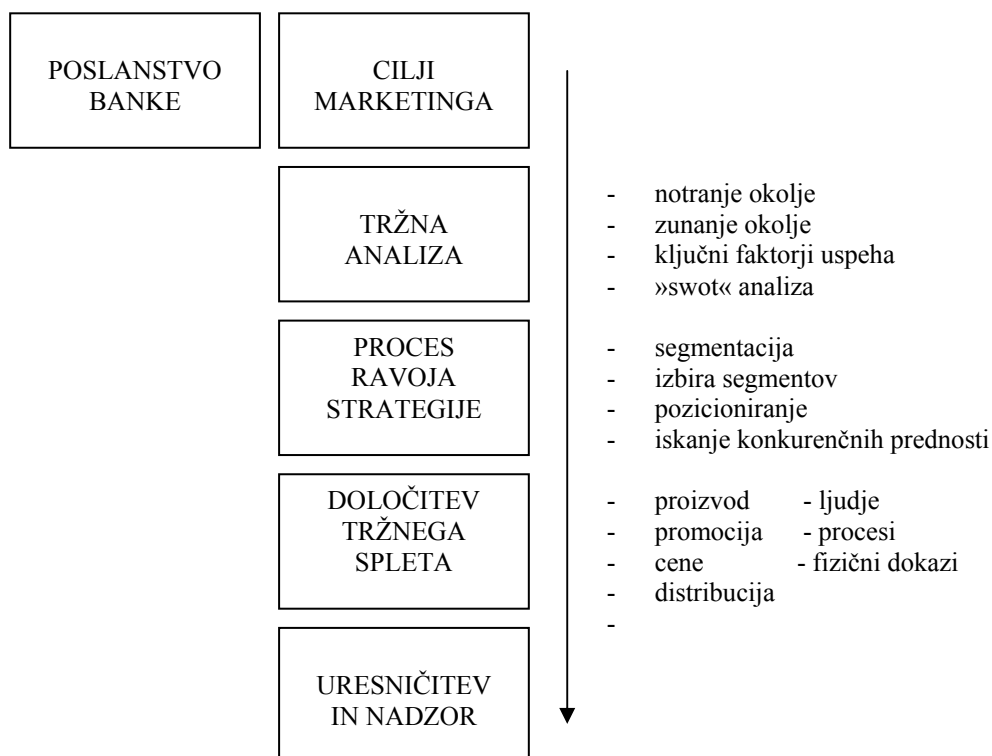 POSLANSTVO
BANKE
CILJI
MARKETINGA
TRŽNA
ANALIZA
- notranje okolje
- zunanje okolje
- ključni faktorji uspeha
- »swot« analiza
PROCES
RAVOJA
STRATEGIJE
- segmentacija
- izbira segmentov
- pozicioniranje
- iskanje konkurenčnih prednosti
DOLOČITEV
TRŽNEGA
SPLETA
- proizvod - ljudje
- promocija - procesi
- cene - fizični dokazi
- distribucija
-
URESNIČITEV
IN NADZOR